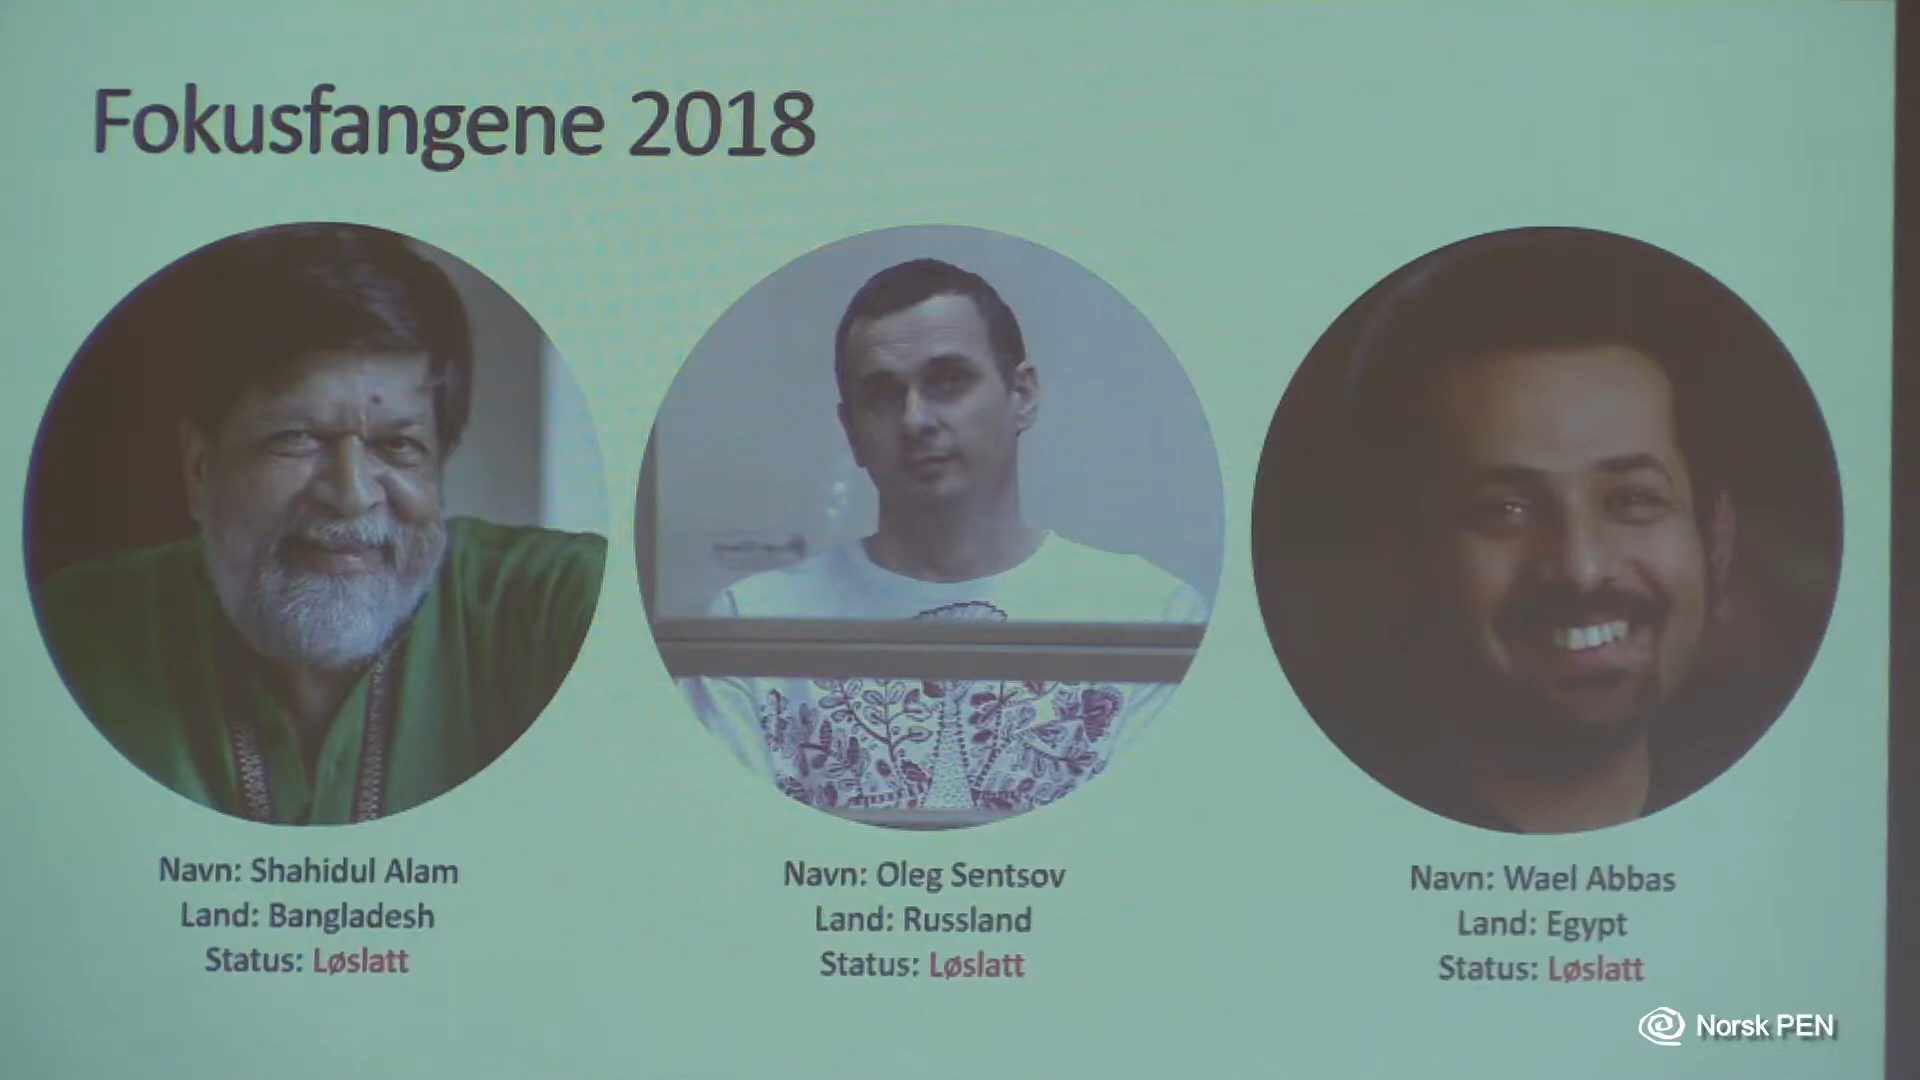 Fokusfangene 2018
Navn: Shahidul Alam
Land: Bangladesh
Status: Løslatt
Navn: Oleg Sentsov
Land: Russland
Status: Løslatt
Navn: Wael Abbas
Land: Egypt
Status: Løslatt
Norsk PEN